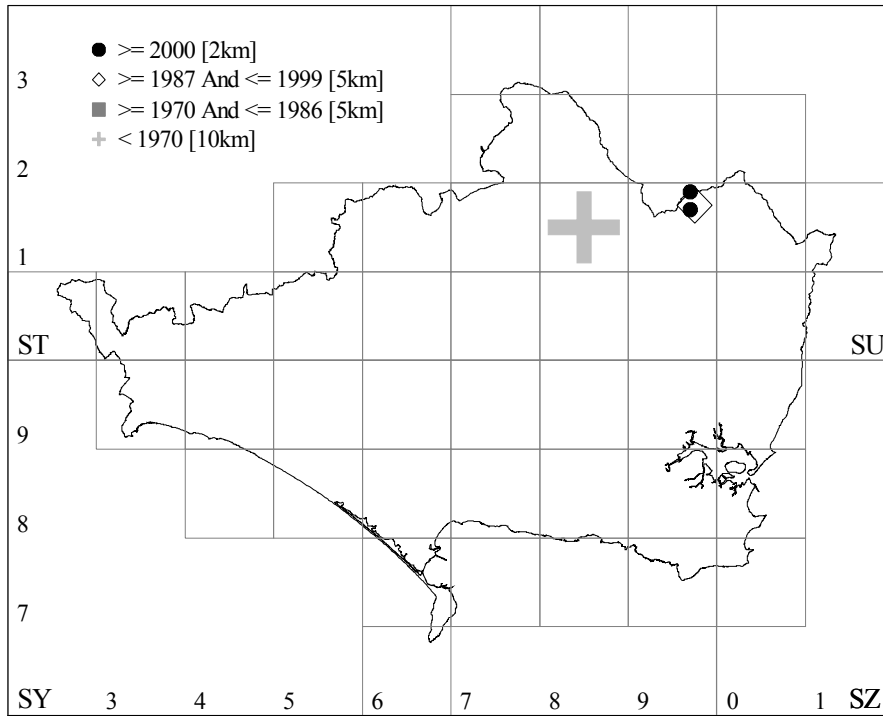 >= 2000 [2km]
>= 1987 And <= 1999 [5km]
>= 1970 And <= 1986 [5km]
< 1970 [10km]
3
2
1
ST SU
9
8
7
SY 3 4 5 6 7 8 9 0 1 SZ